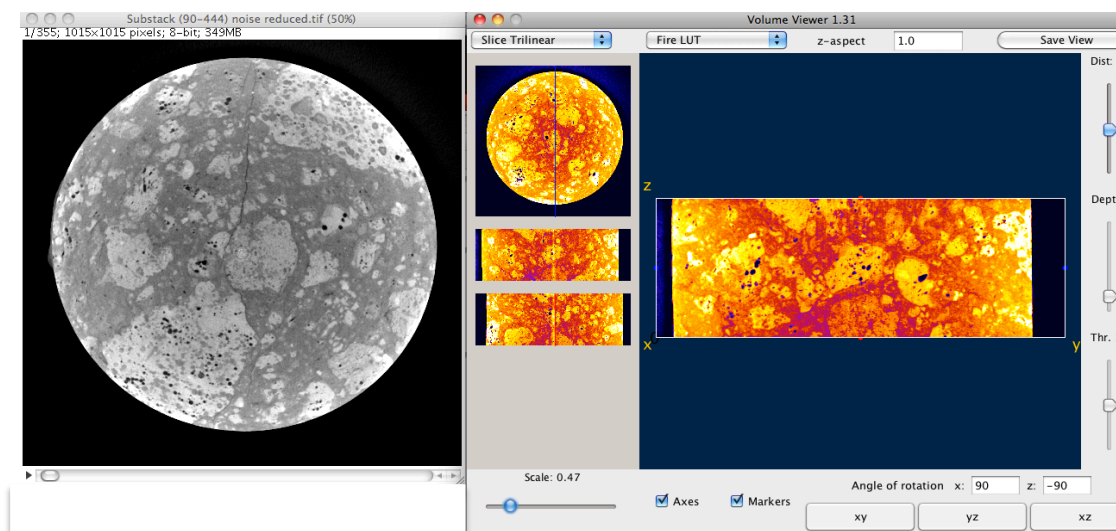 Substack (90-444) noise reduced.tif (50%)
1/355; 1015x1015 pixels; 8-bit; 349MB
Volume Viewer 1.31
Slice Trilinear
Fire LUT
z-aspect
1.0
Save View
Dist:
z
Dept
Thr.
x
y
Scale: 0.47
Axes
Markers
Angle of rotation x: 90 z: -90
xy
yz
xz